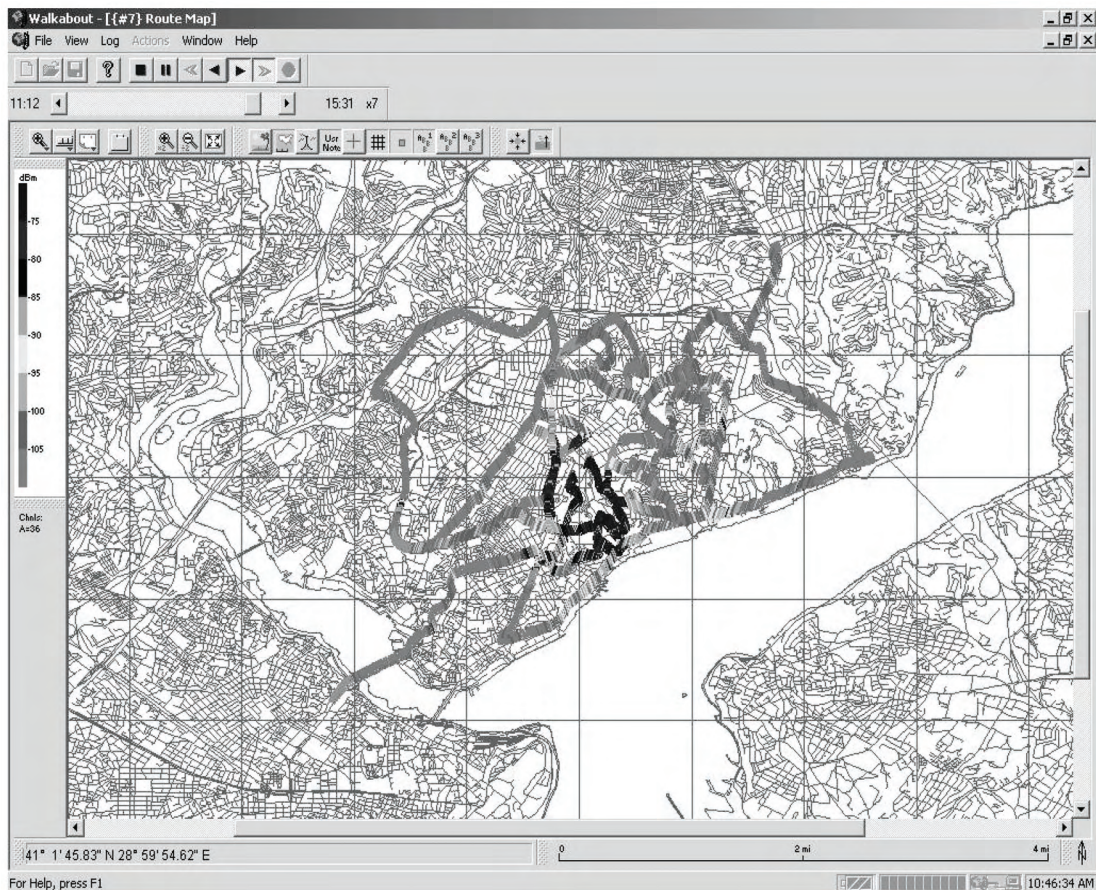 Walkabout - [{#7} Route Map]
File View Log Actions Window Help
11:12 15:31 x7
Usr Note
dBm
-75
-80
-85
-90
-95
-100
-105
Chnls:
A=36
41° 1' 45.83" N 28° 59' 54.62" E
0 2 mi 4 mi
N
For Help, press F1
10:46:34 AM